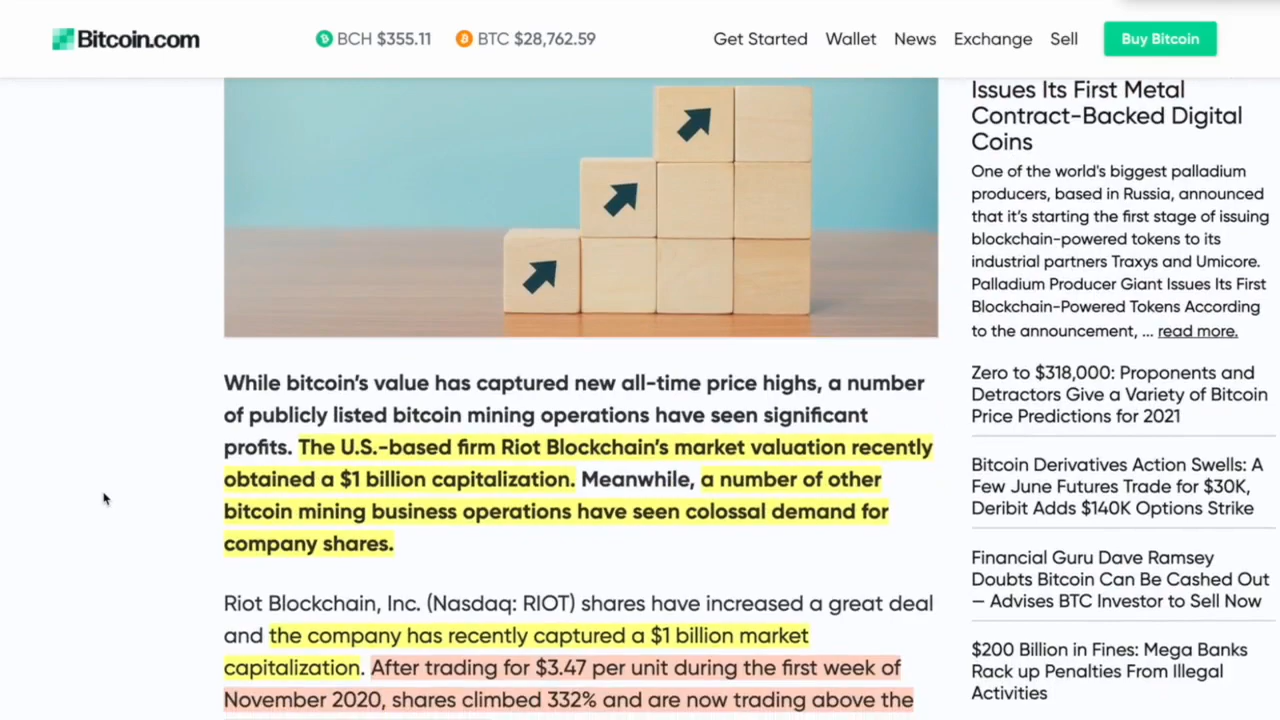 Bitcoin.com
BCH $355.11
BTC $28,762.59
Get Started
Wallet
News
Exchange
Sell
Buy Bitcoin
While bitcoin’s value has captured new all-time price highs, a number
of publicly listed bitcoin mining operations have seen significant
profits. The U.S.-based firm Riot Blockchain’s market valuation recently
obtained a $1 billion capitalization. Meanwhile, a number of other
bitcoin mining business operations have seen colossal demand for
company shares.
Riot Blockchain, Inc. (Nasdaq: RIOT) shares have increased a great deal
and the company has recently captured a $1 billion market
capitalization. After trading for $3.47 per unit during the first week of
November 2020, shares climbed 332% and are now trading above the
Issues Its First Metal
Contract-Backed Digital
Coins
One of the world's biggest palladium
producers, based in Russia, announced
that it’s starting the first stage of issuing
blockchain-powered tokens to its
industrial partners Traxys and Umicore.
Palladium Producer Giant Issues Its First
Blockchain-Powered Tokens According
to the announcement, ... read more.
Zero to $318,000: Proponents and
Detractors Give a Variety of Bitcoin
Price Predictions for 2021
Bitcoin Derivatives Action Swells: A
Few June Futures Trade for $30K,
Deribit Adds $140K Options Strike
Financial Guru Dave Ramsey
Doubts Bitcoin Can Be Cashed Out
— Advises BTC Investor to Sell Now
$200 Billion in Fines: Mega Banks
Rack up Penalties From Illegal
Activities